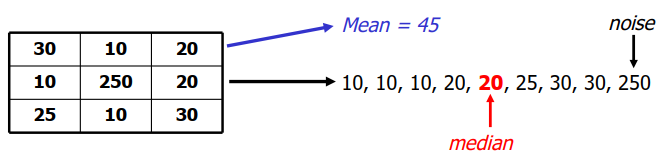 Mean = 45
noise
30 10 20
10 250 20
25 10 30
10, 10, 10, 20, 20, 25, 30, 30, 250
median